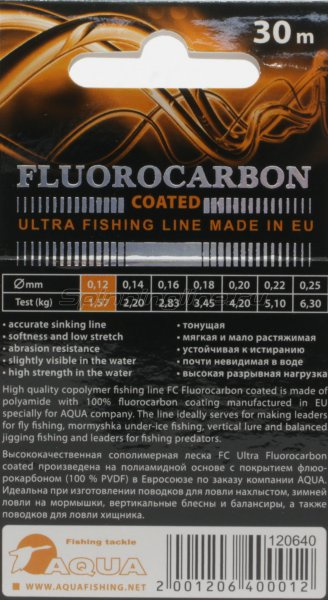 30 m
FLUOROCARBON
COATED
ULTRA FISHING LINE MADE IN EU
Ø mm 0,12 0,14 0,16 0,18 0,20 0,22 0,25
Test (kg) 1,57 2,20 2,83 3,45 4,20 5,10 6,30
• accurate sinking line
• softness and low stretch
• abrasion resistance
• slightly visible in the water
• high strength in the water
• тонущая
• мягкая и мало растяжимая
• устойчивая к истиранию
• почти невидимая в воде
• высокая разрывная нагрузка
High quality copolymer fishing line FC Fluorocarbon coated is made of
polyamide with 100% fluorocarbon coating manufactured in EU
specially for AQUA company. The line ideally serves for making leaders
for fly fishing, mormyshka under-ice fishing, vertical lure and balanced
jigging fishing and leaders for fishing predators.
Высококачественная сополимерная леска FC Ultra Fluorocarbon
coated произведена на полиамидной основе с покрытием флюо-
рокарбоном (100 % PVDF) в Евросоюзе по заказу компании AQUA.
Идеальна при изготовлении поводков для ловли нахлыстом, зимней
ловли на мормышки, вертикальные блесны и балансиры, а также
поводков для ловли хищника.
Fishing tackle
AQUA
WWW.AQUAFISHING.NET
120640
2 001206 400012